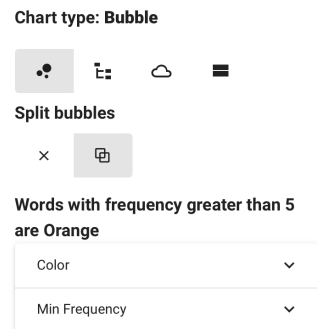 Chart type: Bubble
Split bubbles
Words with frequency greater than 5
are Orange
Color
Min Frequency